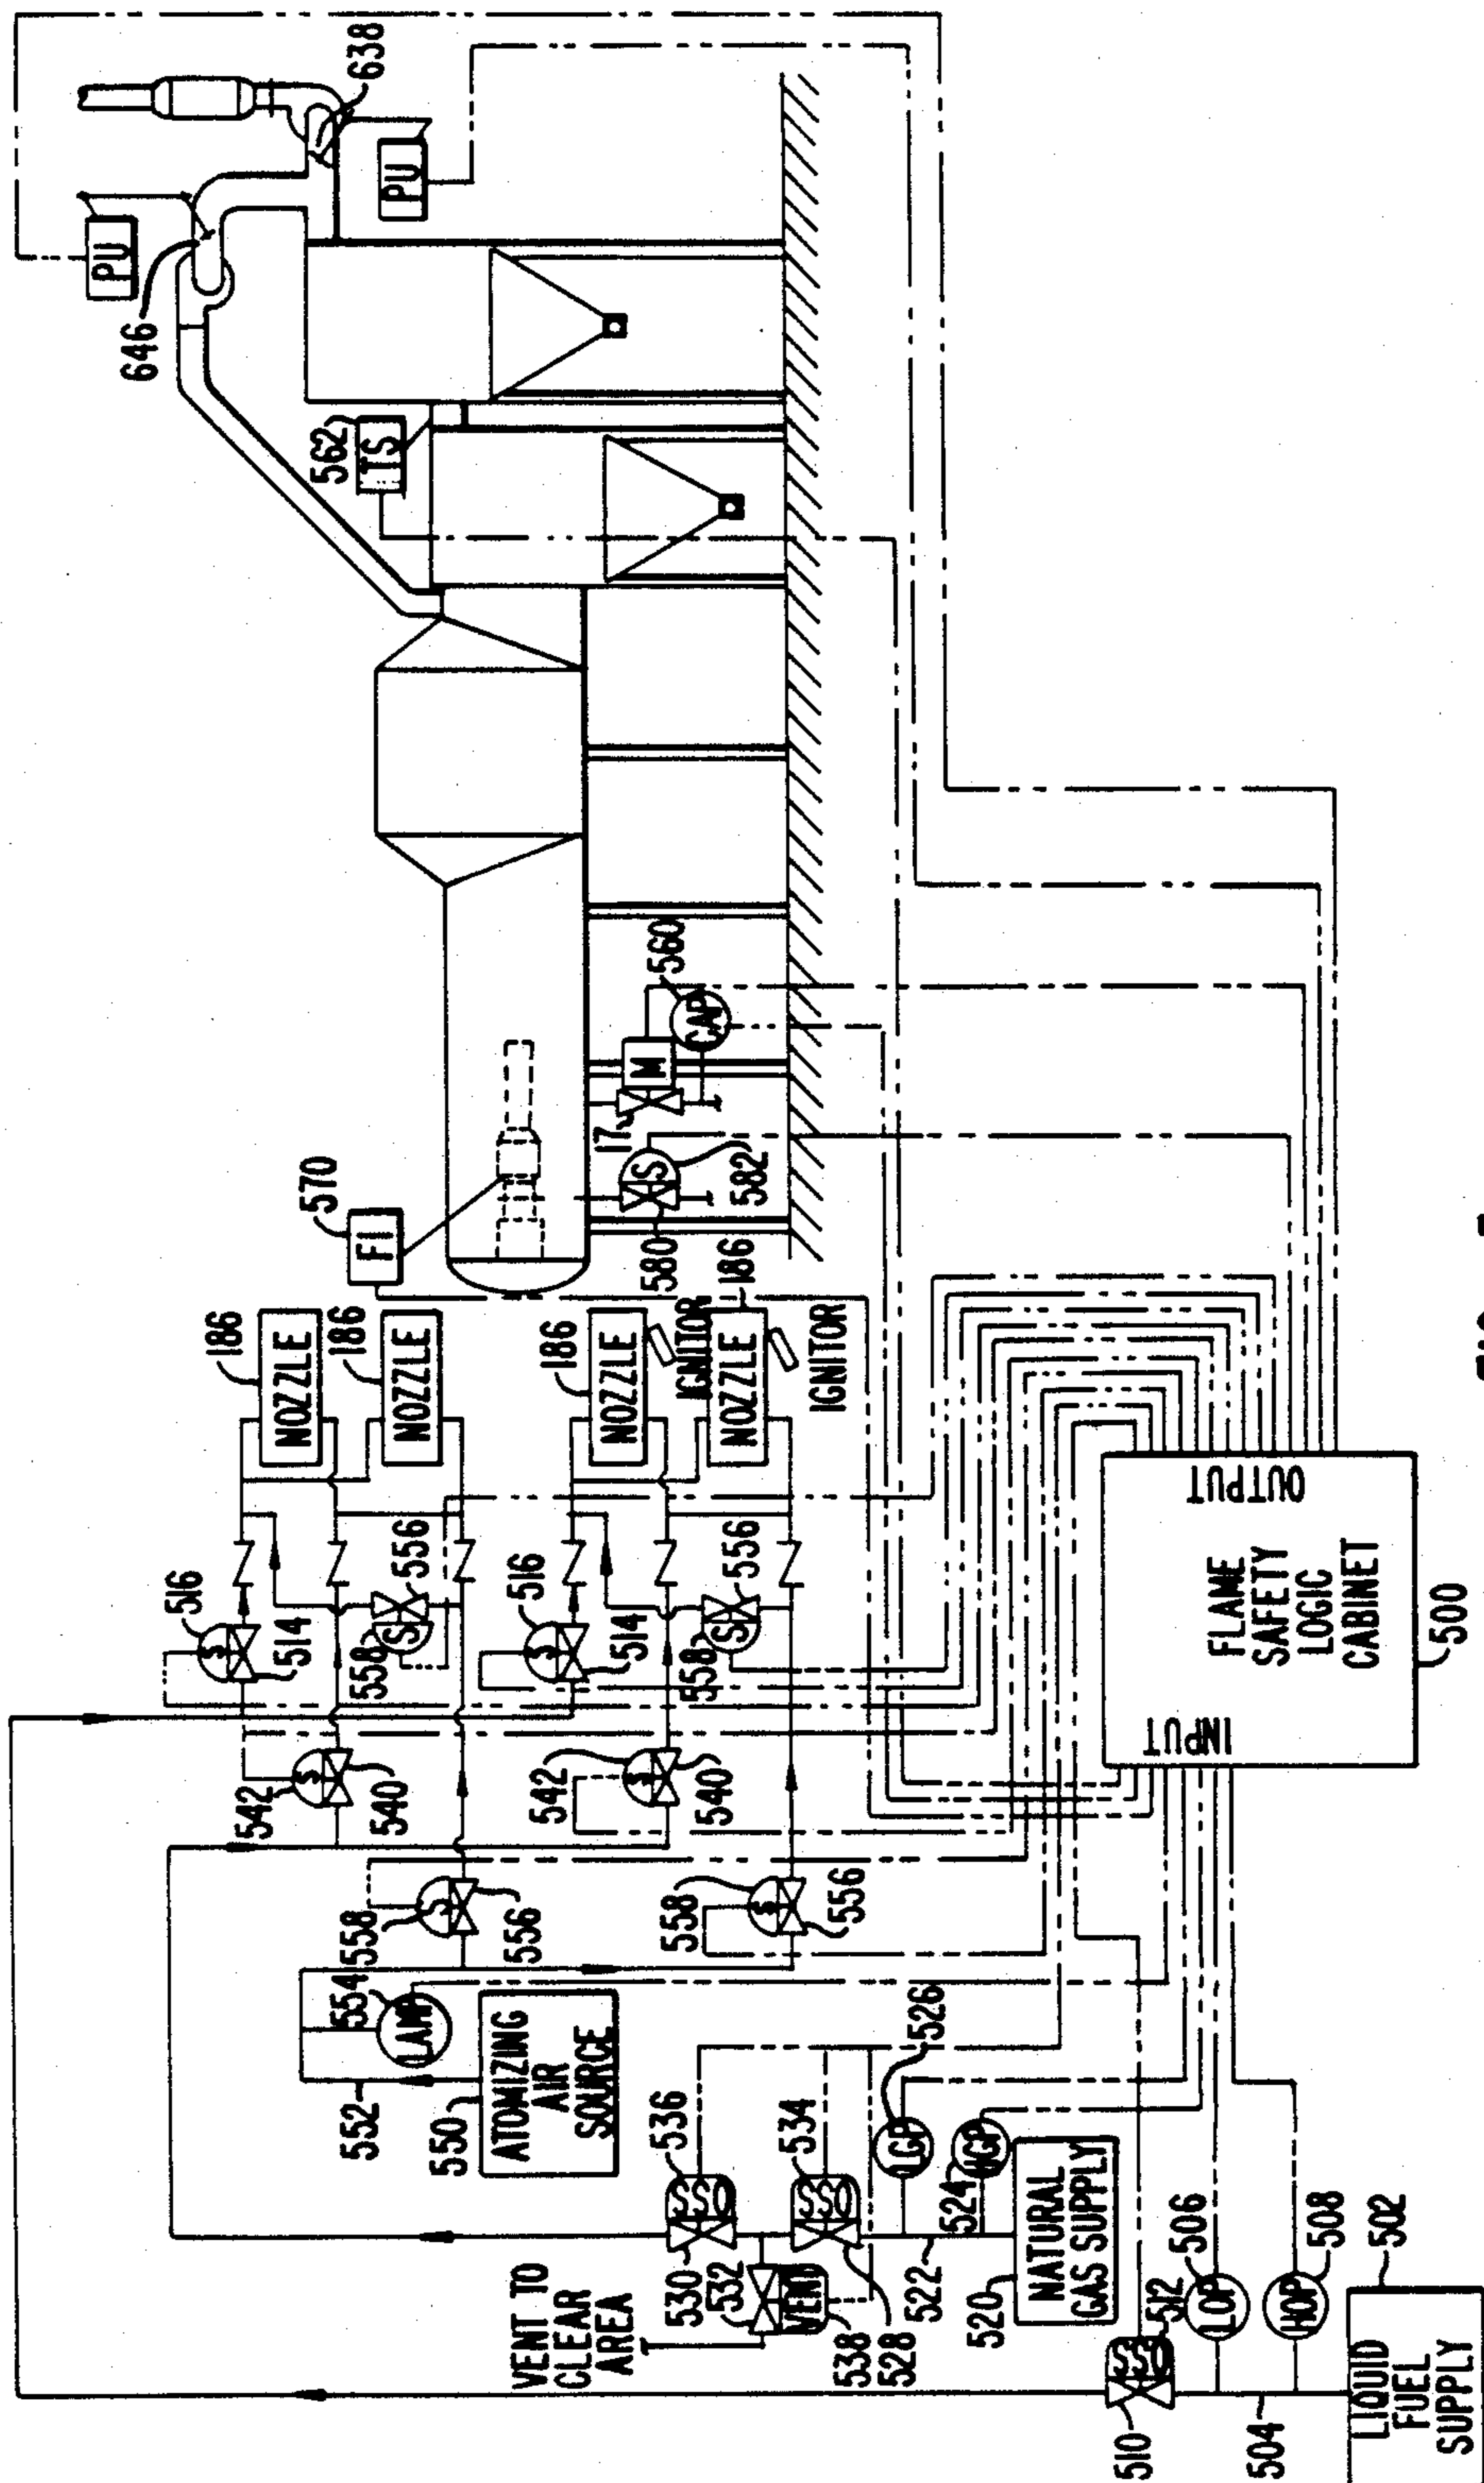 638
PU
PU
646
562
TS
560
CAP
M
17
S
582
580
570
FI
186
NOZZLE
186
NOZZLE
186
NOZZLE
IGNITOR
186
NOZZLE
IGNITOR
516
S
514
556
S
558
516
S
514
556
S
558
542
S
540
542
S
540
558
S
556
558
S
556
554
LAMP
552
550
ATOMIZING
AIR
SOURCE
536
SSO
530
534
SSO
528
532
VENT
538
VENT TO
CLEAR
AREA
526
LGP
524
HGP
522
520
NATURAL
GAS SUPPLY
512
SSO
510
506
LOP
508
HOP
504
502
LIQUID
FUEL
SUPPLY
INPUT
OUTPUT
FLAME
SAFETY
LOGIC
CABINET
500